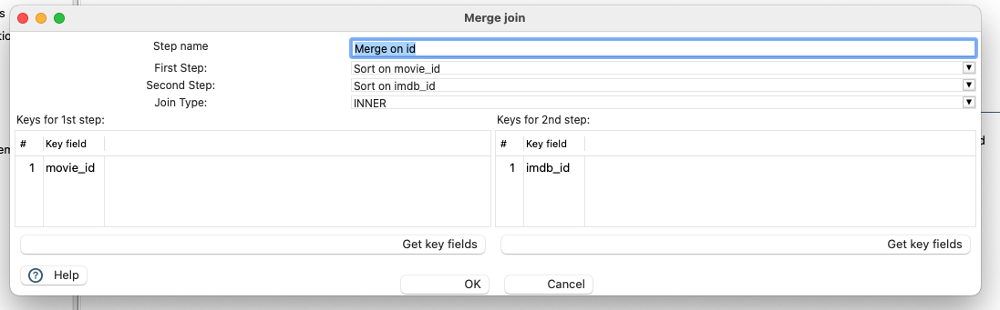 s
Merge join
tio
Step name
Merge on id
First Step:
Sort on movie_id
Second Step:
Sort on imdb_id
Join Type:
INNER
Keys for 1st step:
Keys for 2nd step:
# Key field
# Key field
em
d
1 movie_id
1 imdb_id
Get key fields
Get key fields
? Help
OK
Cancel